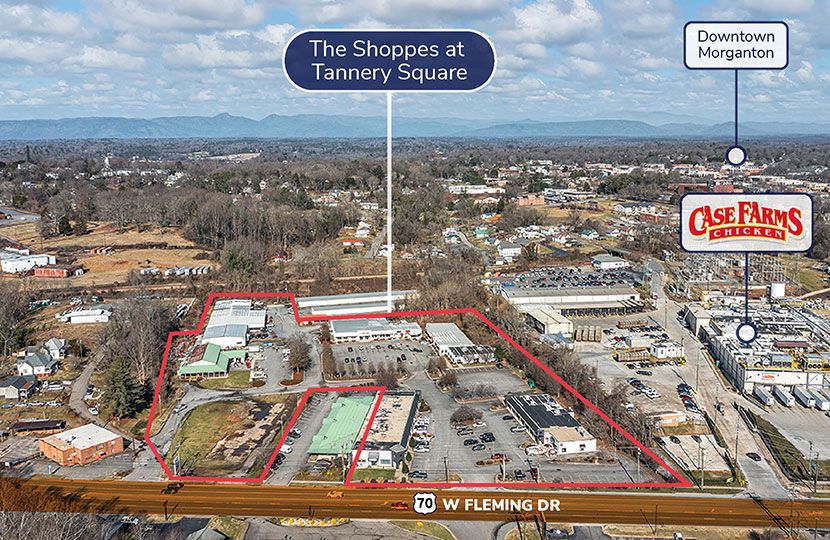 The Shoppes at
Tannery Square
Downtown
Morganton
CASE FARMS
CHICKEN
70 W FLEMING DR